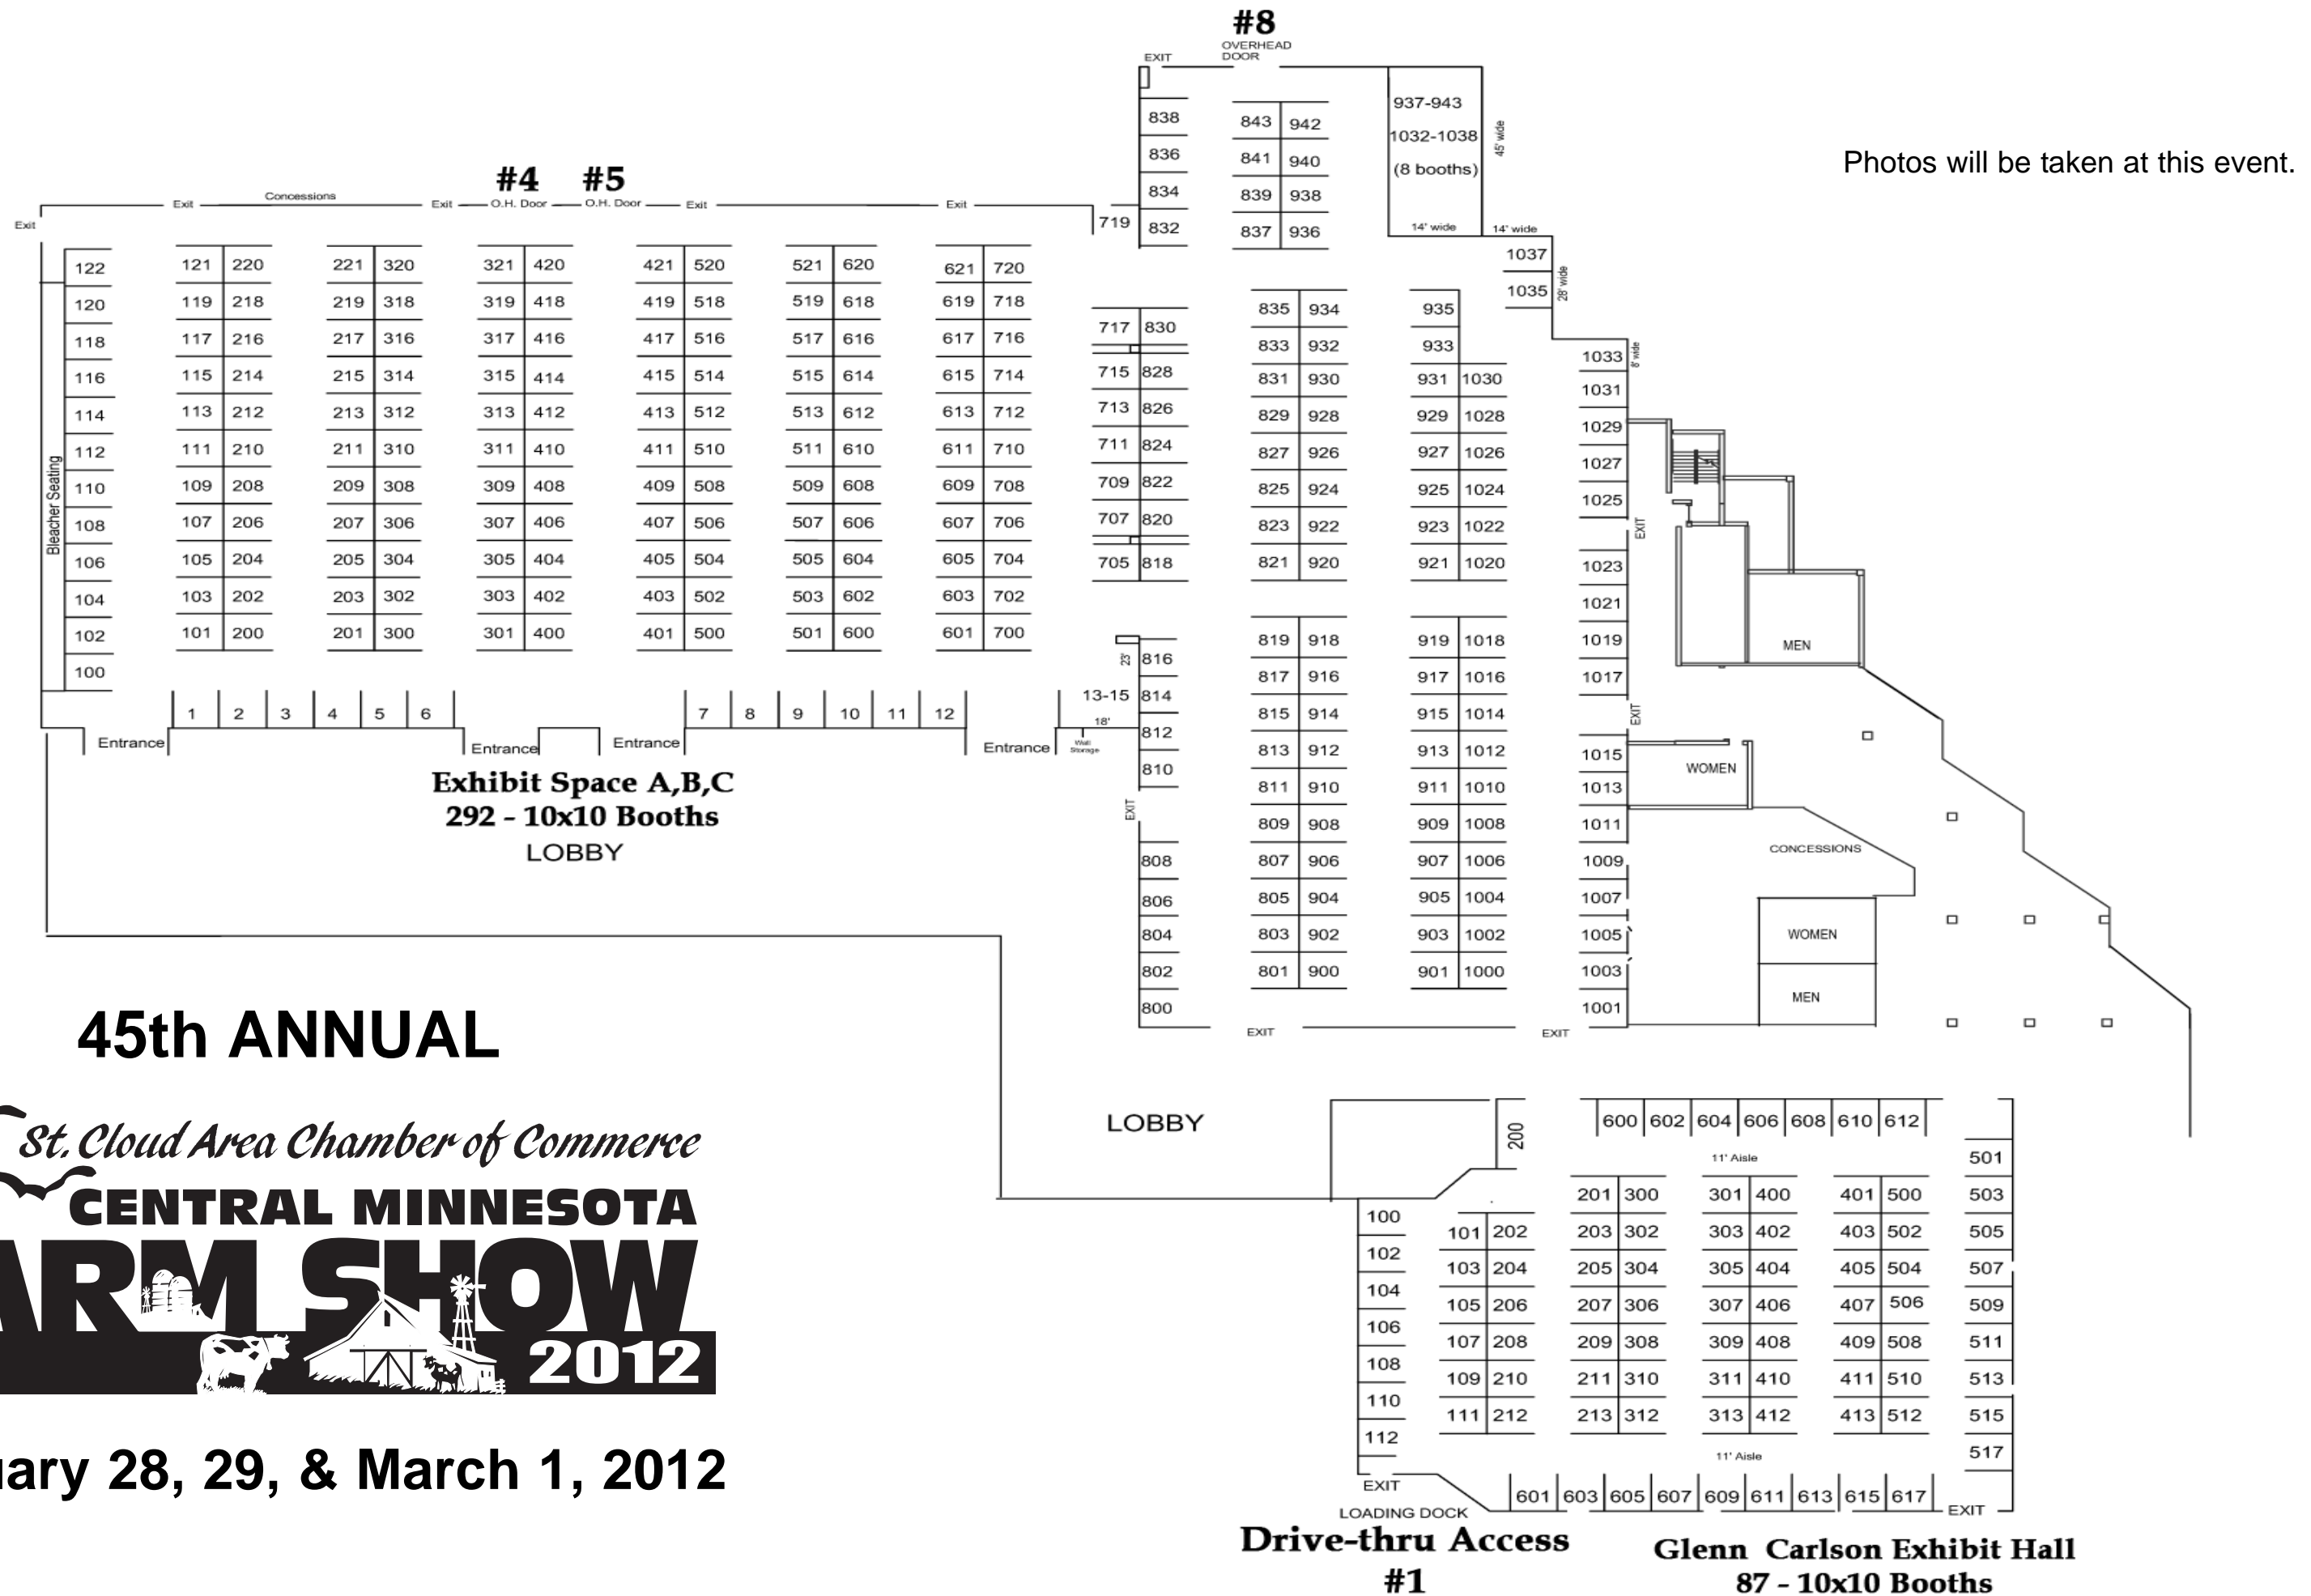 #8
OVERHEAD
DOOR
EXIT
937-943
1032-1038
(8 booths)
45' wide
14' wide
14' wide
28' wide
8' wide
Photos will be taken at this event.
838 843 942
836 841 940
834 839 938
719 832 837 936
1037
1035
#4 #5
Exit Exit Concessions Exit O.H. Door O.H. Door Exit Exit
Bleacher Seating
122 121 220 221 320 321 420 421 520 521 620 621 720
120 119 218 219 318 319 418 419 518 519 618 619 718
118 117 216 217 316 317 416 417 516 517 616 617 716
116 115 214 215 314 315 414 415 514 515 614 615 714
114 113 212 213 312 313 412 413 512 513 612 613 712
112 111 210 211 310 311 410 411 510 511 610 611 710
110 109 208 209 308 309 408 409 508 509 608 609 708
108 107 206 207 306 307 406 407 506 507 606 607 706
106 105 204 205 304 305 404 405 504 505 604 605 704
104 103 202 203 302 303 402 403 502 503 602 603 702
102 101 200 201 300 301 400 401 500 501 600 601 700
100
1 2 3 4 5 6 7 8 9 10 11 12 13-15
18'
23'
Wall
Storage
Entrance Entrance Entrance Entrance
Exhibit Space A,B,C
292 - 10x10 Booths
LOBBY
717 830
715 828
713 826
711 824
709 822
707 820
705 818
816
814
812
810
EXIT
808
806
804
802
800
835 934 935
833 932 933
831 930 931 1030
829 928 929 1028
827 926 927 1026
825 924 925 1024
823 922 923 1022
821 920 921 1020
819 918 919 1018
817 916 917 1016
815 914 915 1014
813 912 913 1012
811 910 911 1010
809 908 909 1008
807 906 907 1006
805 904 905 1004
803 902 903 1002
801 900 901 1000
EXIT EXIT
1033
1031
1029
1027
1025
EXIT
1023
1021
1019
1017
EXIT
1015
1013
1011
1009
1007
1005
1003
1001
MEN
WOMEN
CONCESSIONS
WOMEN
MEN
45th ANNUAL
St. Cloud Area Chamber of Commerce
CENTRAL MINNESOTA
ARM SHOW
2012
uary 28, 29, & March 1, 2012
LOBBY
200
600 602 604 606 608 610 612
11' Aisle
501
100 201 300 301 400 401 500 503
102 101 202 203 302 303 402 403 502 505
104 103 204 205 304 305 404 405 504 507
106 105 206 207 306 307 406 407 506 509
108 107 208 209 308 309 408 409 508 511
110 109 210 211 310 311 410 411 510 513
112 111 212 213 312 313 412 413 512 515
11' Aisle
517
EXIT
601 603 605 607 609 611 613 615 617
EXIT
LOADING DOCK
Drive-thru Access
#1
Glenn Carlson Exhibit Hall
87 - 10x10 Booths